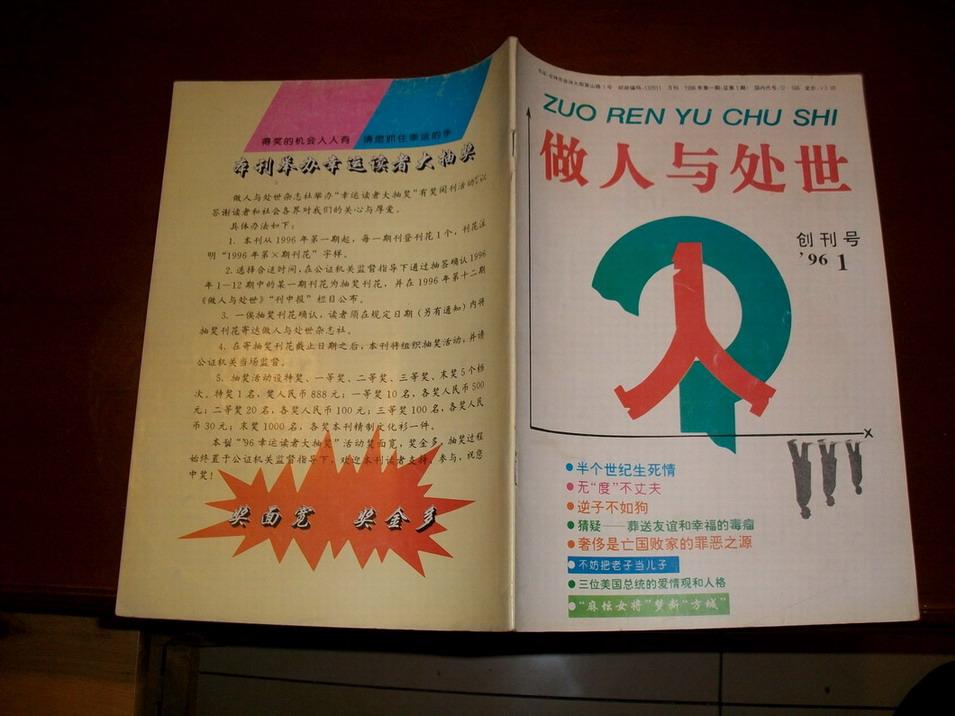 得奖的机会人人有 请您抓住幸运的手
本刊举办幸运读者大抽奖
做人与处世杂志社举办“幸运读者大抽奖”有奖阅刊活动，以
答谢读者和社会各界对我们的关心与厚爱。
具体办法如下：
1. 本刊从1996年第一期起，每一期刊登刊花1个，刊花注
明“1996年第×期刊花”字样。
2. 选择合适时间，在公证机关监督指导下通过抽签确认1996
年1—12期中的某一期刊花为抽奖刊花，并在1996年第十二期
《做人与处世》“刊中报”栏目公布。
3. 一俟抽奖刊花确认，读者须在规定日期（另有通知）内将
抽奖刊花寄达做人与处世杂志社。
4. 在寄抽奖刊花截止日期之后，本刊将组织抽奖活动，并请
公证机关当场监督。
5. 抽奖活动设特奖、一等奖、二等奖、三等奖、末奖5个档
次。特奖1名，奖人民币888元；一等奖10名，各奖人民币500
元；二等奖20名，各奖人民币100元；三等奖100名，各奖人民
币30元；末奖1000名，各奖本刊精制文化衫一件。
本届“'96幸运读者大抽奖”活动奖面宽，奖金多，抽奖过程
始终置于公证机关监督指导下，欢迎本刊读者支持、参与，祝您
中奖！
奖面宽 奖金多
月刊 1996年第一期(总第1期) 国内代号:12—
ZUO REN YU CHU SHI
做人与处世
创刊号
'96 1
x
●半个世纪生死情
●无“度”不丈夫
●逆子不如狗
●猜疑——葬送友谊和幸福的毒瘤
●奢侈是亡国败家的罪恶之源
●不妨把老子当儿子
●三位美国总统的爱情观和人格
●“麻坛女将”梦断“方城”